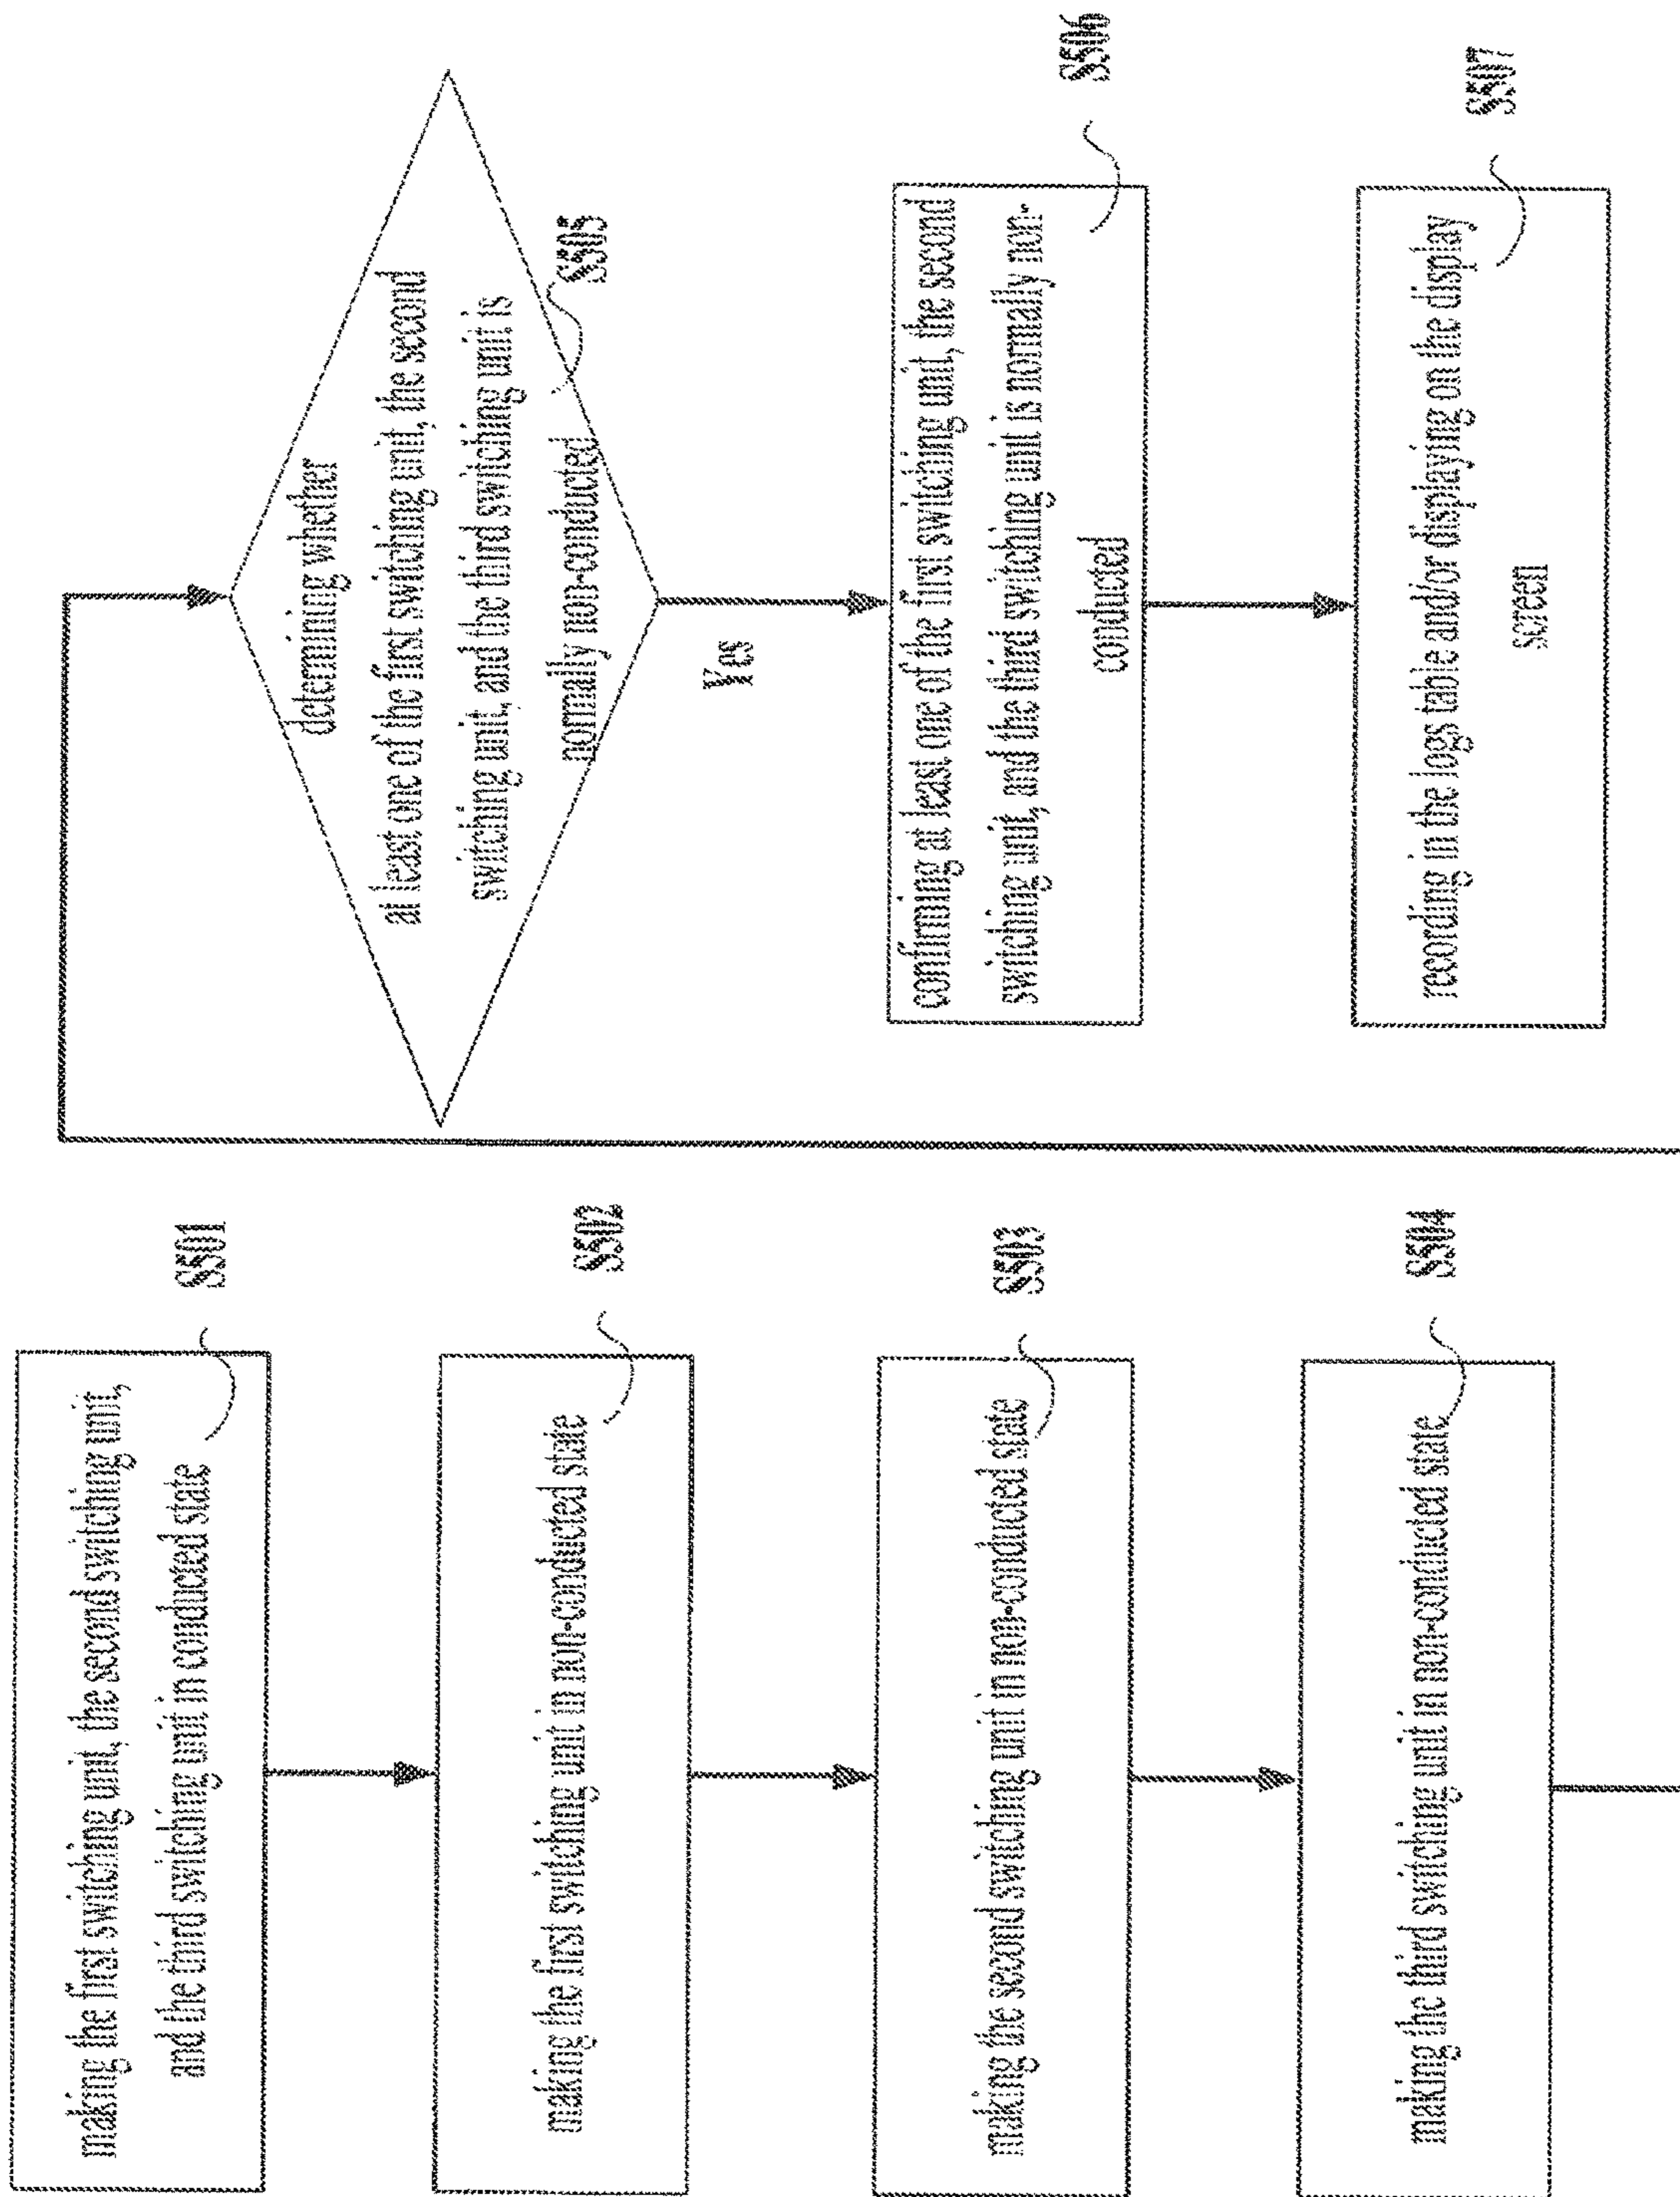 making the first switching unit, the second switching unit,
and the third switching unit in conducted state
S501
making the first switching unit in non-conducted state
S502
making the second switching unit in non-conducted state
S503
making the third switching unit in non-conducted state
S504
determining whether
at least one of the first switching unit, the second
switching unit, and the third switching unit is
normally non-conducted
S505
Yes
confirming at least one of the first switching unit, the second
switching unit, and the third switching unit is normally non-
conducted
S506
recording in the logs table and/or displaying on the display
screen
S507